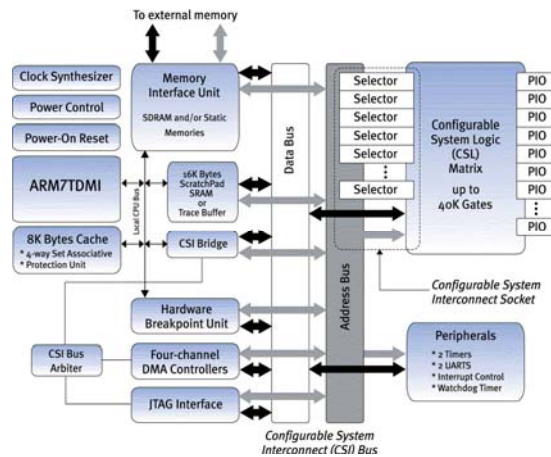 To external memory
Clock Synthesizer
Power Control
Power-On Reset
ARM7TDMI
8K Bytes Cache
* 4-way Set Associative
* Protection Unit
Local CPU Bus
Memory
Interface Unit
SDRAM and/or Static
Memories
16K Bytes
ScratchPad
SRAM
or
Trace Buffer
CSI Bridge
Hardware
Breakpoint Unit
CSI Bus
Arbiter
Four-channel
DMA Controllers
JTAG Interface
Data Bus
Address Bus
Configurable System
Interconnect (CSI) Bus
Selector
Selector
Selector
Selector
Selector
Selector
Configurable
System Logic
(CSL)
Matrix
up to
40K Gates
PIO
PIO
PIO
PIO
PIO
PIO
PIO
PIO
Configurable System
Interconnect Socket
Peripherals
* 2 Timers
* 2 UARTS
* Interrupt Control
* Watchdog Timer